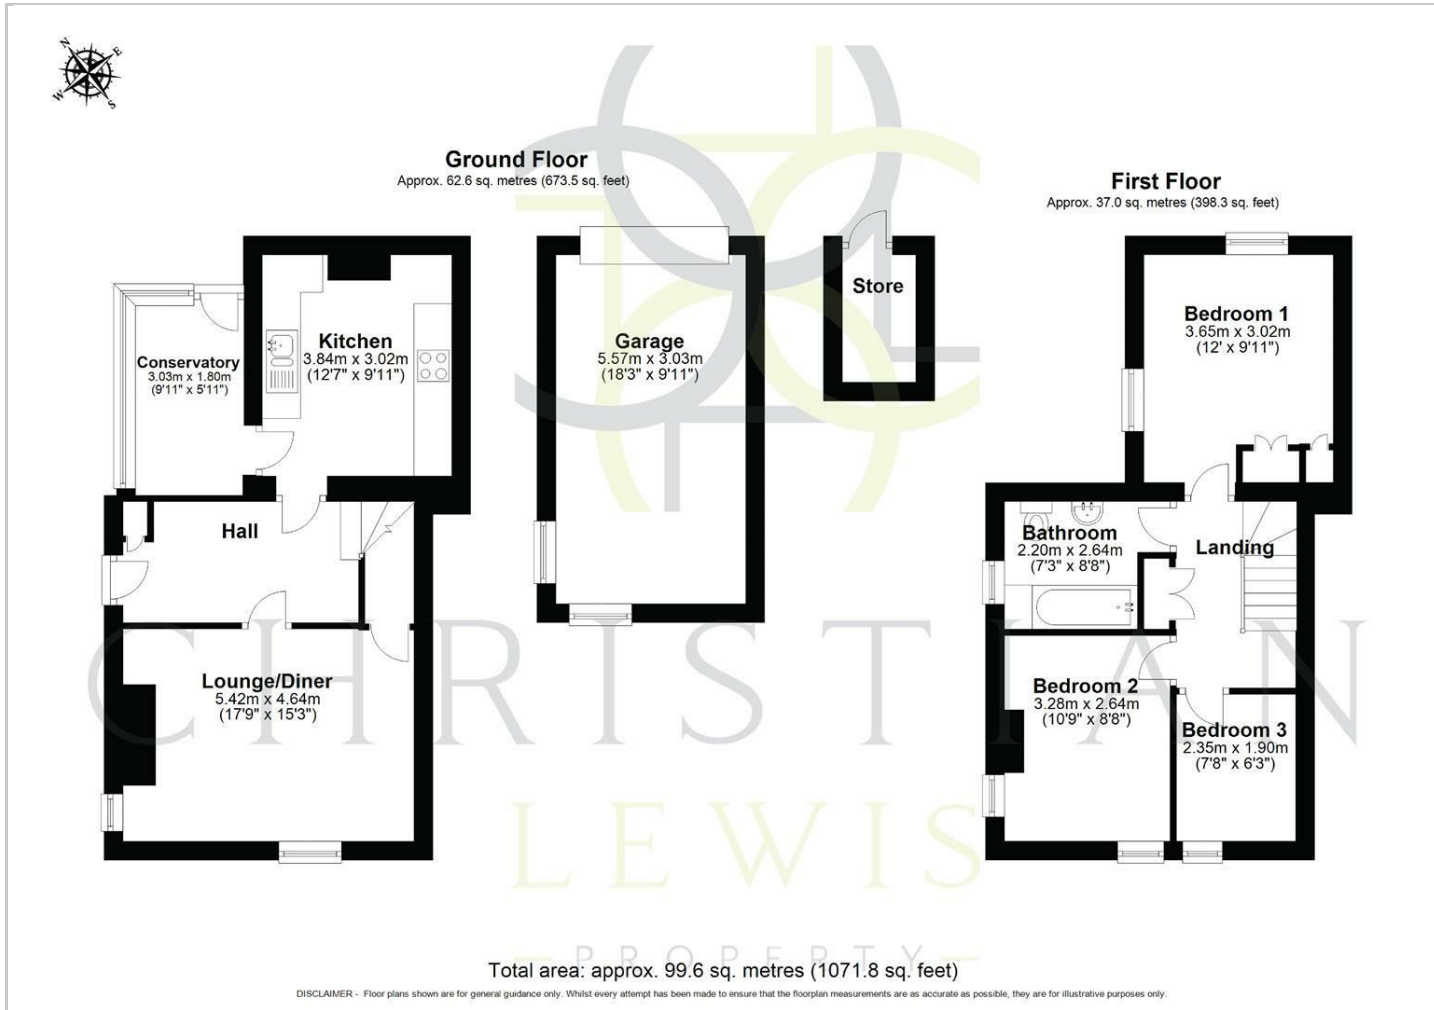 N
E
W
S
Ground Floor
Approx. 62.6 sq. metres (673.5 sq. feet)
First Floor
Approx. 37.0 sq. metres (398.3 sq. feet)
Conservatory
3.03m x 1.80m
(9'11" x 5'11")
Kitchen
3.84m x 3.02m
(12'7" x 9'11")
Garage
5.57m x 3.03m
(18'3" x 9'11")
Store
Bedroom 1
3.65m x 3.02m
(12' x 9'11")
Hall
Bathroom
2.20m x 2.64m
(7'3" x 8'8")
Landing
Lounge/Diner
5.42m x 4.64m
(17'9" x 15'3")
Bedroom 2
3.28m x 2.64m
(10'9" x 8'8")
Bedroom 3
2.35m x 1.90m
(7'8" x 6'3")
CHRISTIAN
LEWIS
PROPERTY
Total area: approx. 99.6 sq. metres (1071.8 sq. feet)
DISCLAIMER - Floor plans shown are for general guidance only. Whilst every attempt has been made to ensure that the floorplan measurements are as accurate as possible, they are for illustrative purposes only.